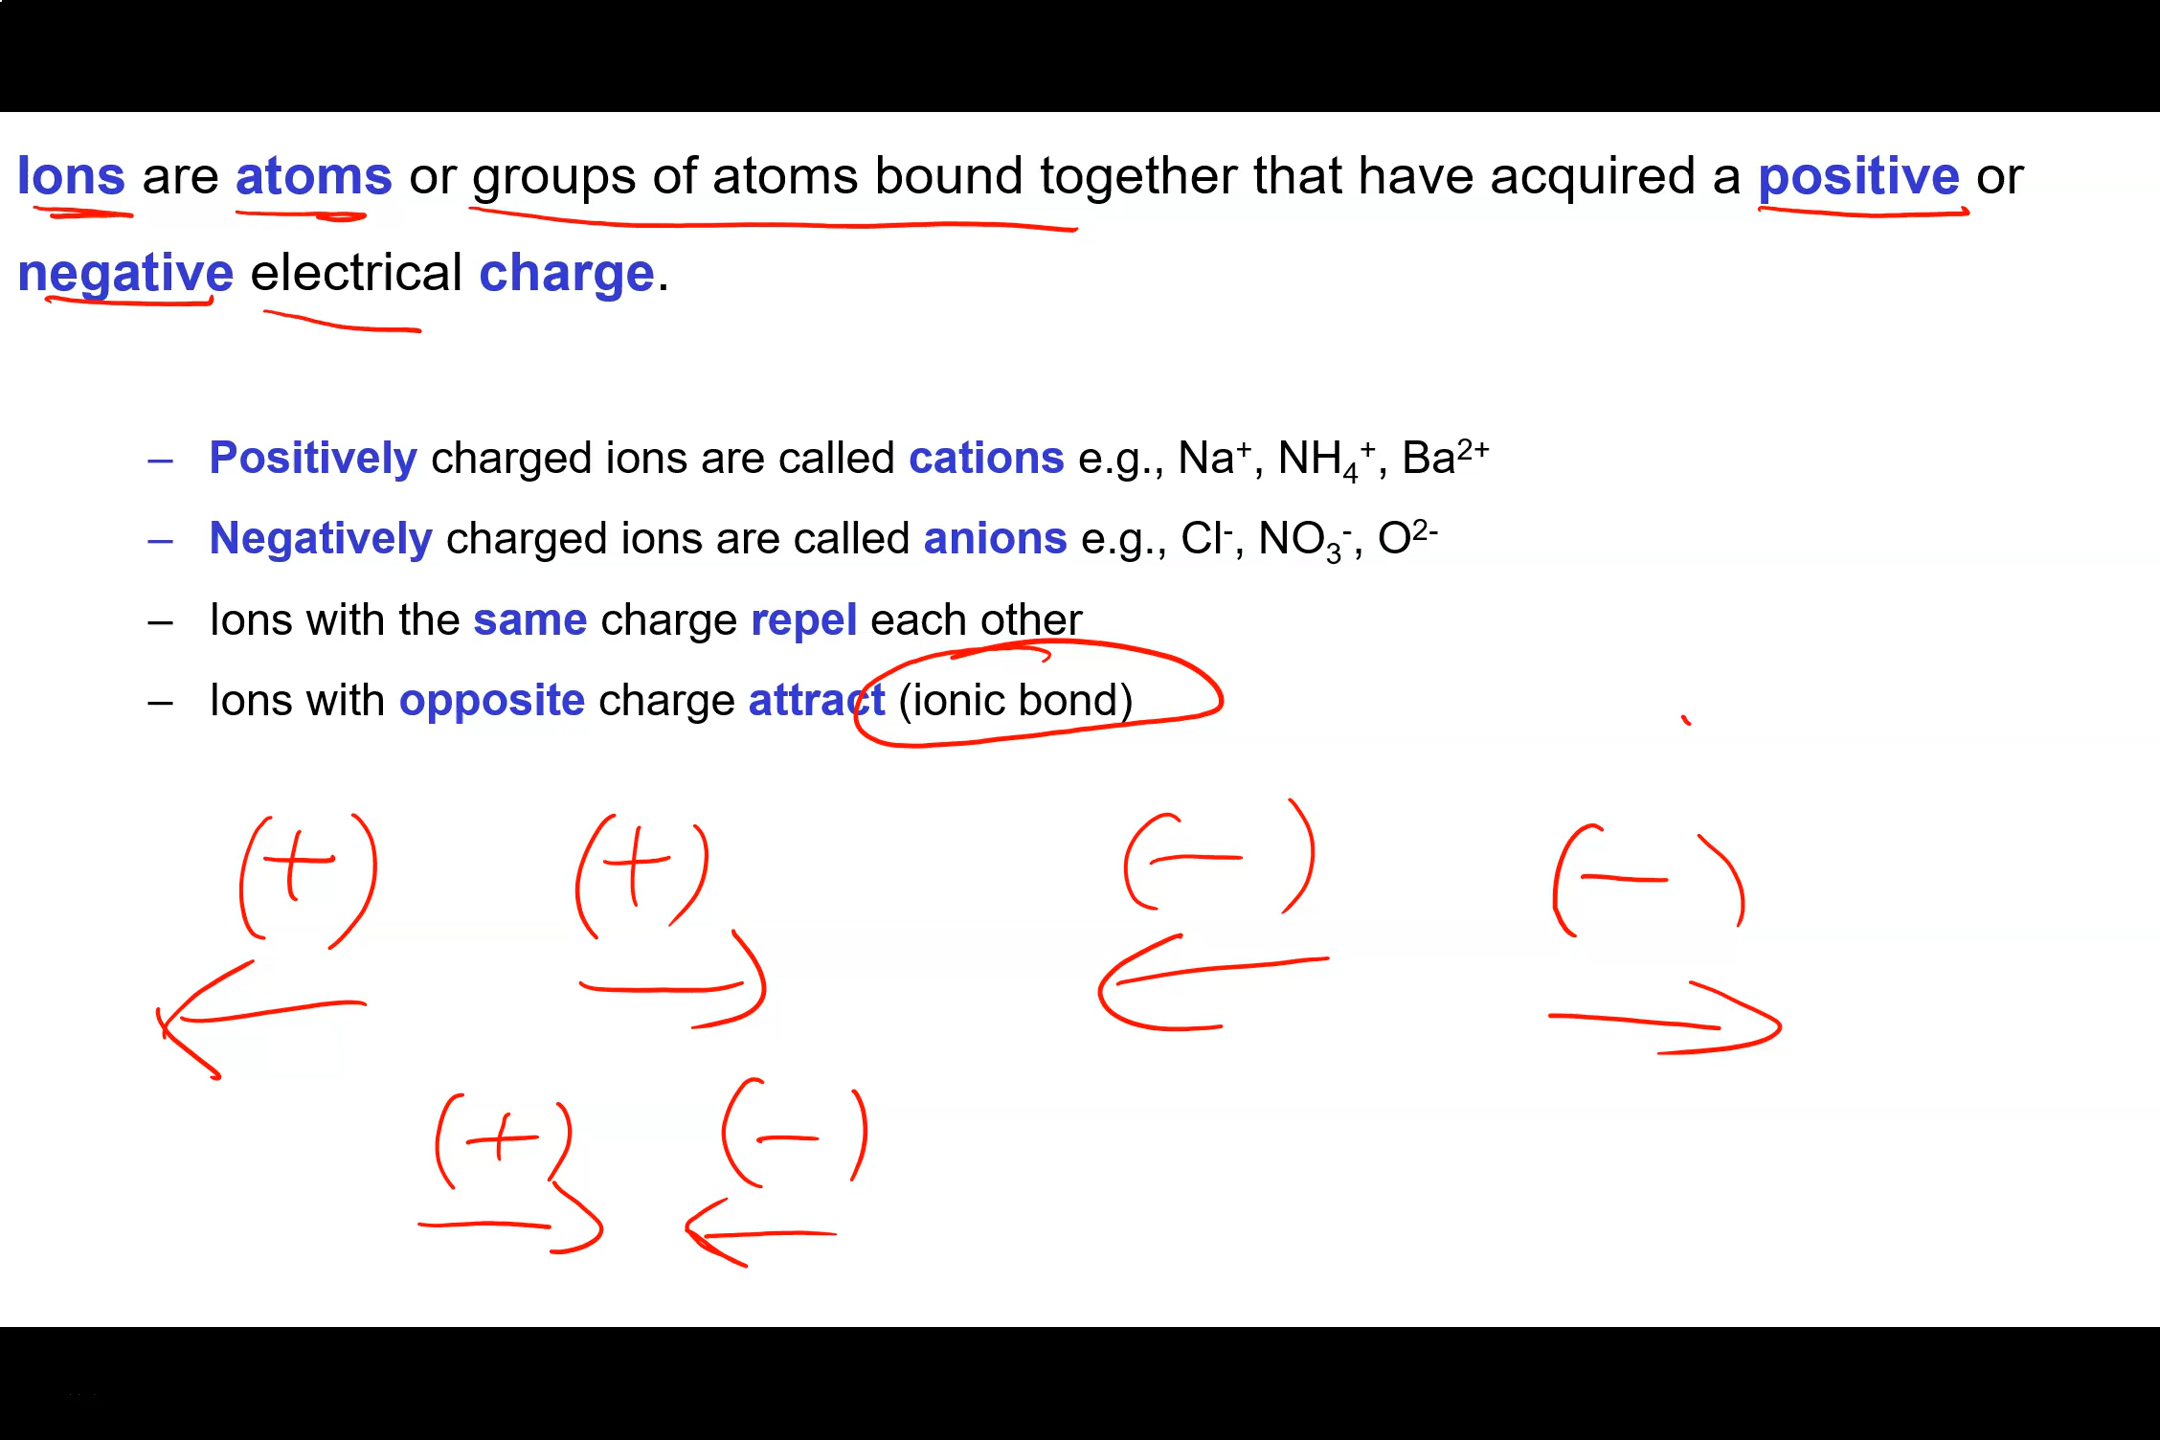 Ions are atoms or groups of atoms bound together that have acquired a positive or
negative electrical charge.
– Positively charged ions are called cations e.g., Na⁺, NH₄⁺, Ba²⁺
– Negatively charged ions are called anions e.g., Cl⁻, NO₃⁻, O²⁻
– Ions with the same charge repel each other
– Ions with opposite charge attract (ionic bond)
(+) (+) (−) (−)
← → ← →
(+) (−)
→ ←